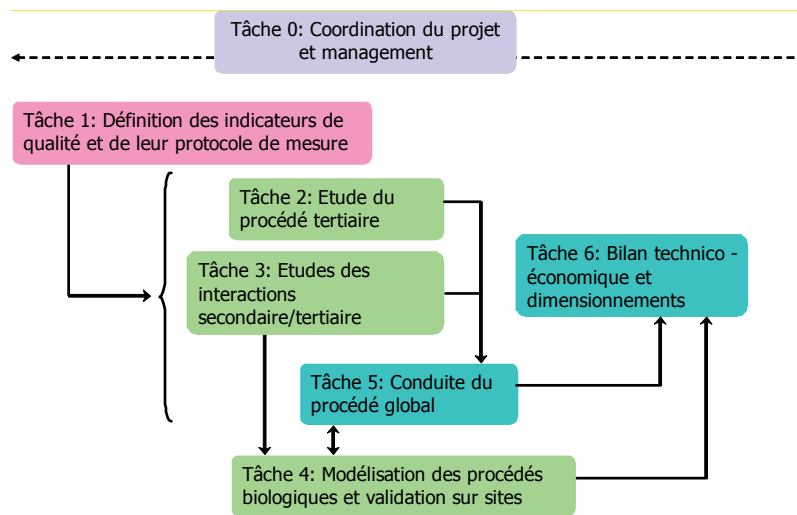 Tâche 0: Coordination du projet
et management
Tâche 1: Définition des indicateurs de
qualité et de leur protocole de mesure
Tâche 2: Etude du
procédé tertiaire
Tâche 3: Etudes des
interactions
secondaire/tertiaire
Tâche 6: Bilan technico -
économique et
dimensionnements
Tâche 5: Conduite du
procédé global
Tâche 4: Modélisation des procédés
biologiques et validation sur sites